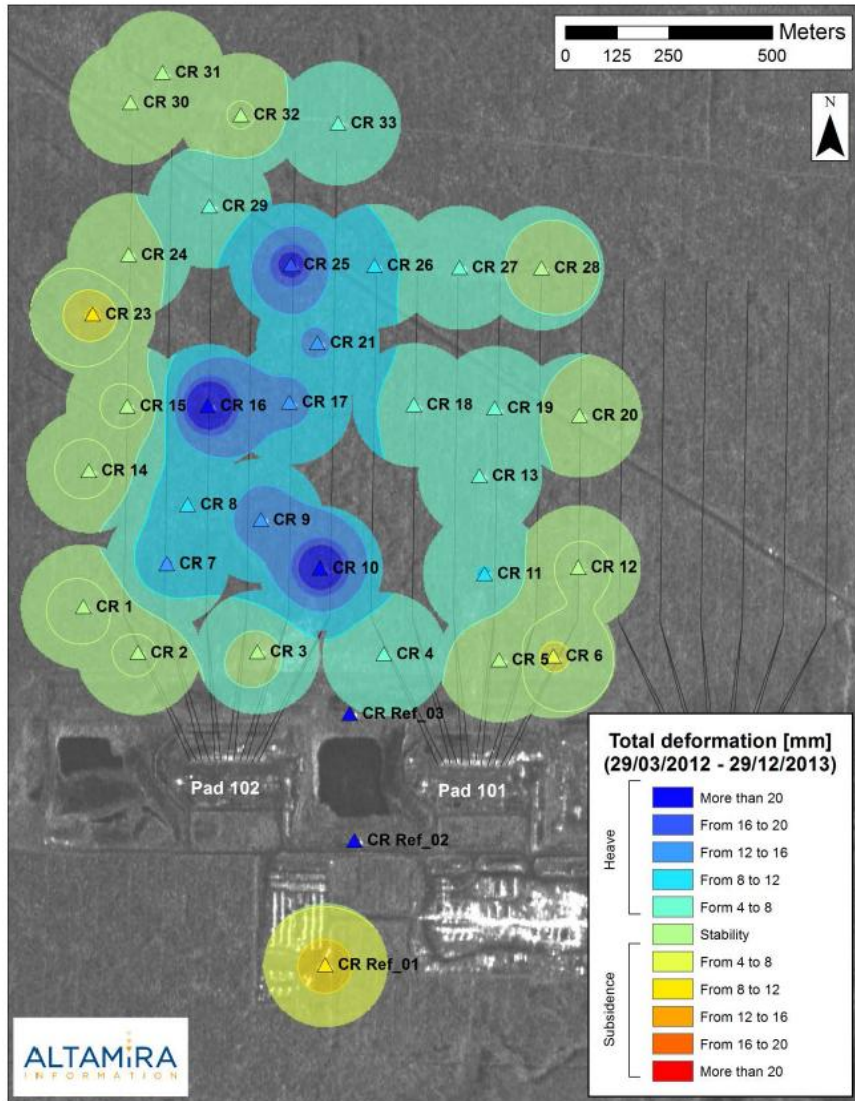 Meters
0 125 250 500
N
CR 31
CR 30
CR 32
CR 33
CR 29
CR 24
CR 25
CR 26
CR 27
CR 28
CR 23
CR 21
CR 15
CR 16
CR 17
CR 18
CR 19
CR 20
CR 14
CR 13
CR 8
CR 9
CR 7
CR 10
CR 11
CR 12
CR 1
CR 2
CR 3
CR 4
CR 5
CR 6
CR Ref_03
Pad 102
Pad 101
CR Ref_02
CR Ref_01
Total deformation [mm]
(29/03/2012 - 29/12/2013)
Heave
More than 20
From 16 to 20
From 12 to 16
From 8 to 12
Form 4 to 8
Stability
Subsidence
From 4 to 8
From 8 to 12
From 12 to 16
From 16 to 20
More than 20
ALTAMIRA
INFORMATION